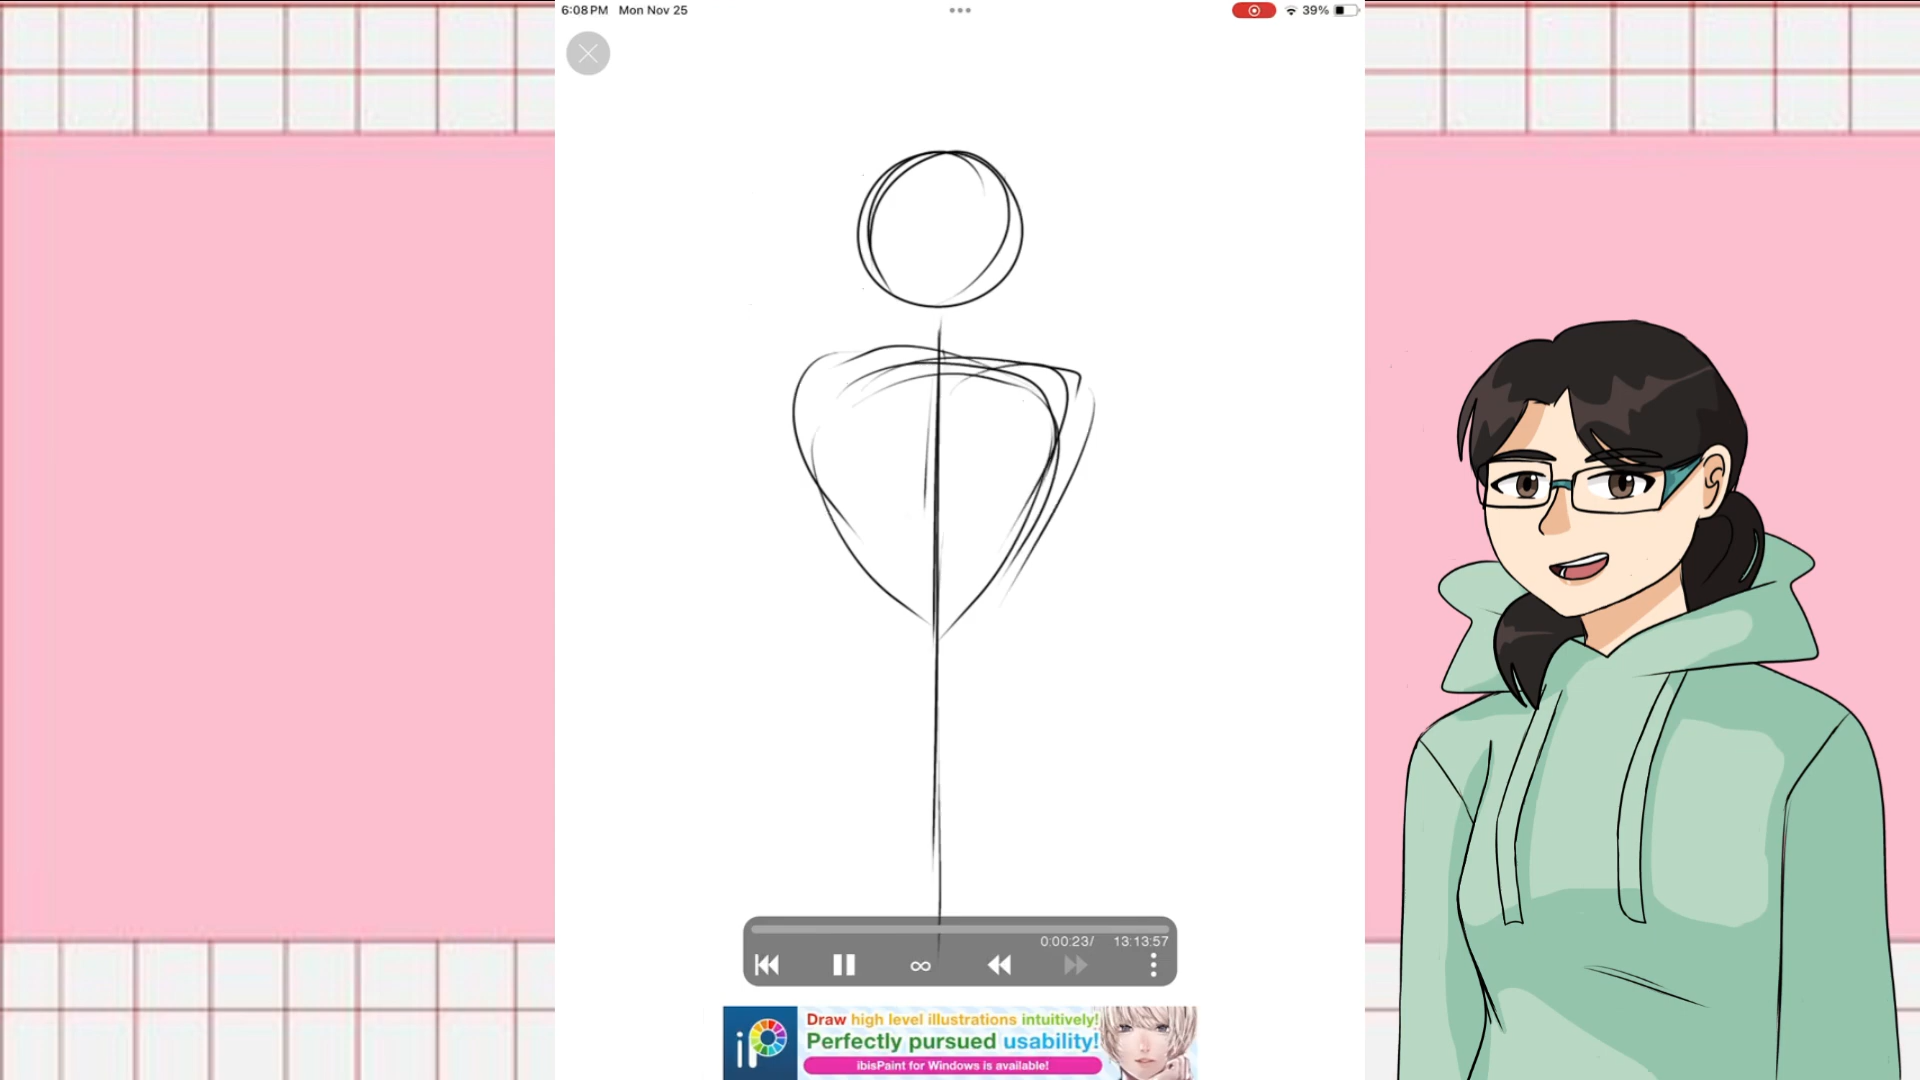 6:08 PM Mon Nov 25
39%
0:00:23/ 13:13:57
iP
Draw high level illustrations intuitively!
Perfectly pursued usability!
ibisPaint for Windows is available!